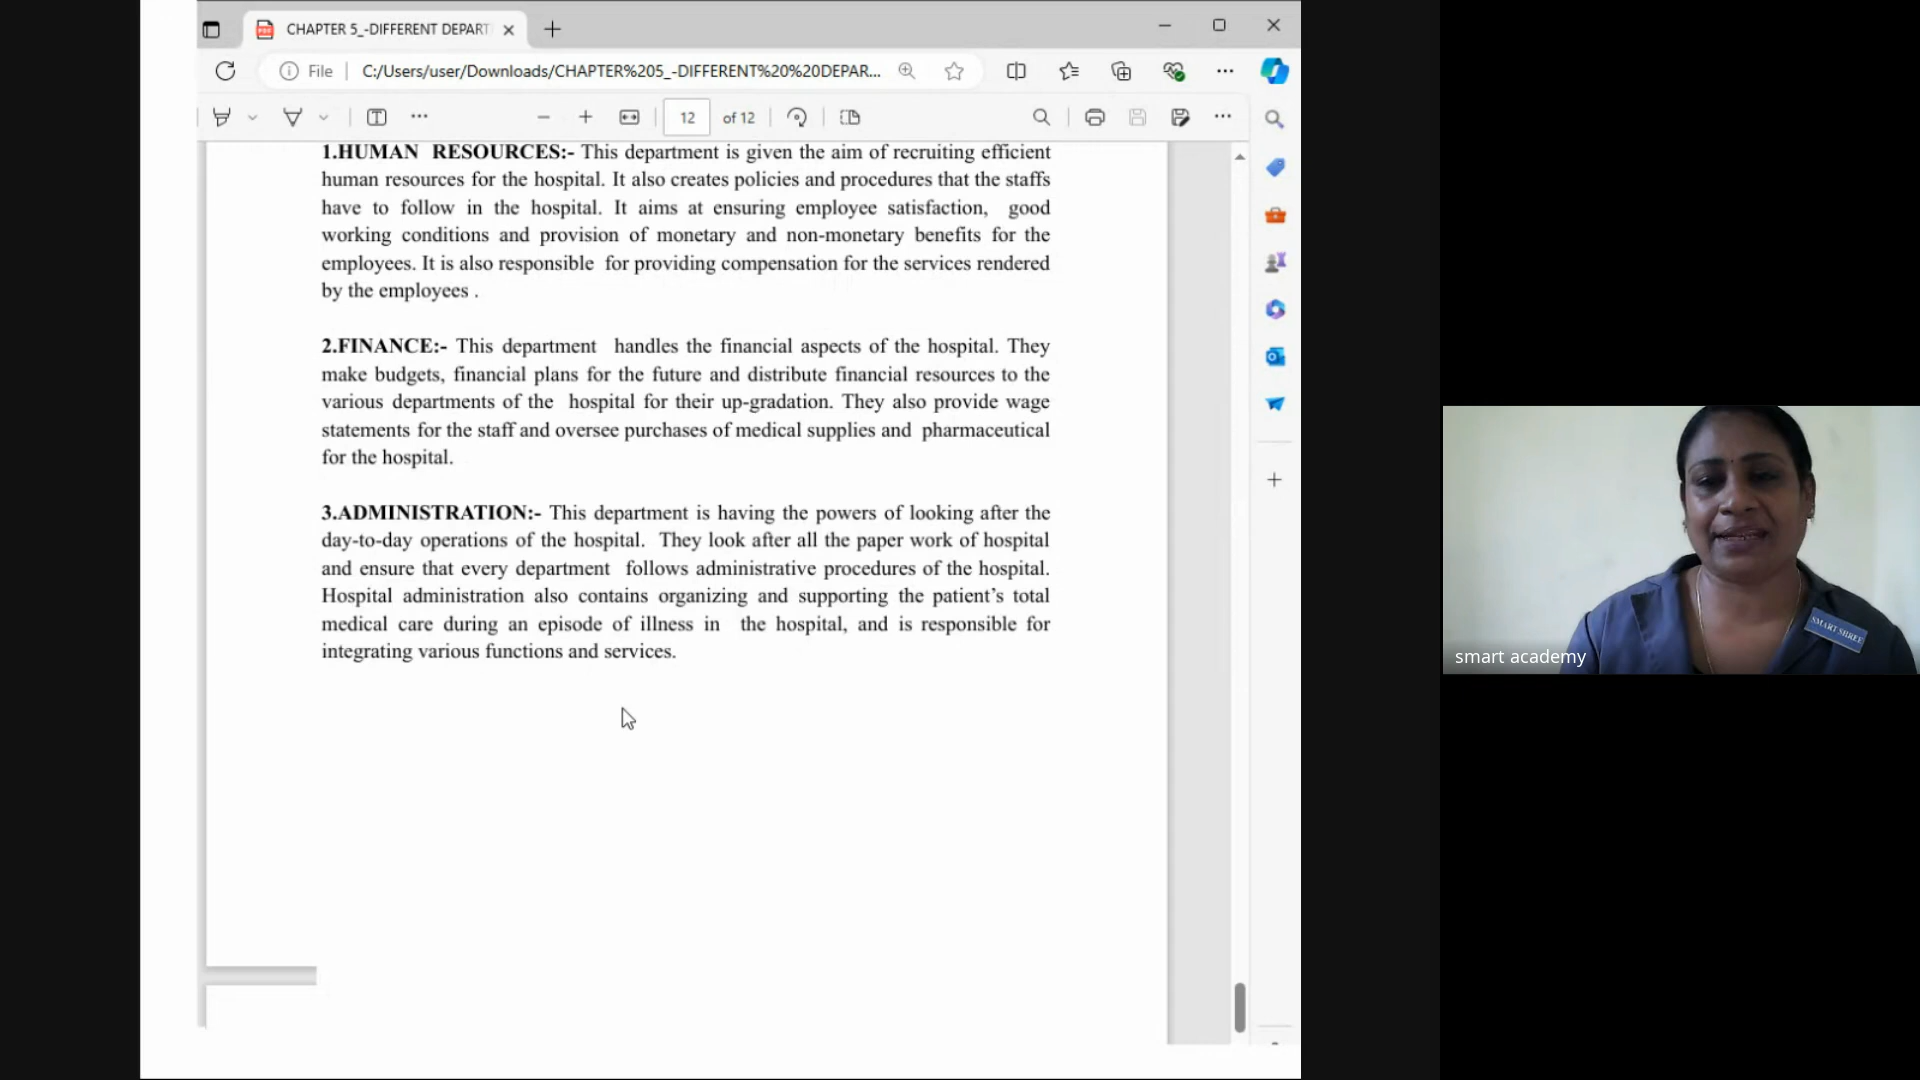 CHAPTER 5_-DIFFERENT DEPART
File
C:/Users/user/Downloads/CHAPTER%205_-DIFFERENT%20%20DEPAR...
12 of 12
1.HUMAN RESOURCES:- This department is given the aim of recruiting efficient
human resources for the hospital. It also creates policies and procedures that the staffs
have to follow in the hospital. It aims at ensuring employee satisfaction, good
working conditions and provision of monetary and non-monetary benefits for the
employees. It is also responsible for providing compensation for the services rendered
by the employees .
2.FINANCE:- This department handles the financial aspects of the hospital. They
make budgets, financial plans for the future and distribute financial resources to the
various departments of the hospital for their up-gradation. They also provide wage
statements for the staff and oversee purchases of medical supplies and pharmaceutical
for the hospital.
3.ADMINISTRATION:- This department is having the powers of looking after the
day-to-day operations of the hospital. They look after all the paper work of hospital
and ensure that every department follows administrative procedures of the hospital.
Hospital administration also contains organizing and supporting the patient's total
medical care during an episode of illness in the hospital, and is responsible for
integrating various functions and services.
SMART SHREE
smart academy